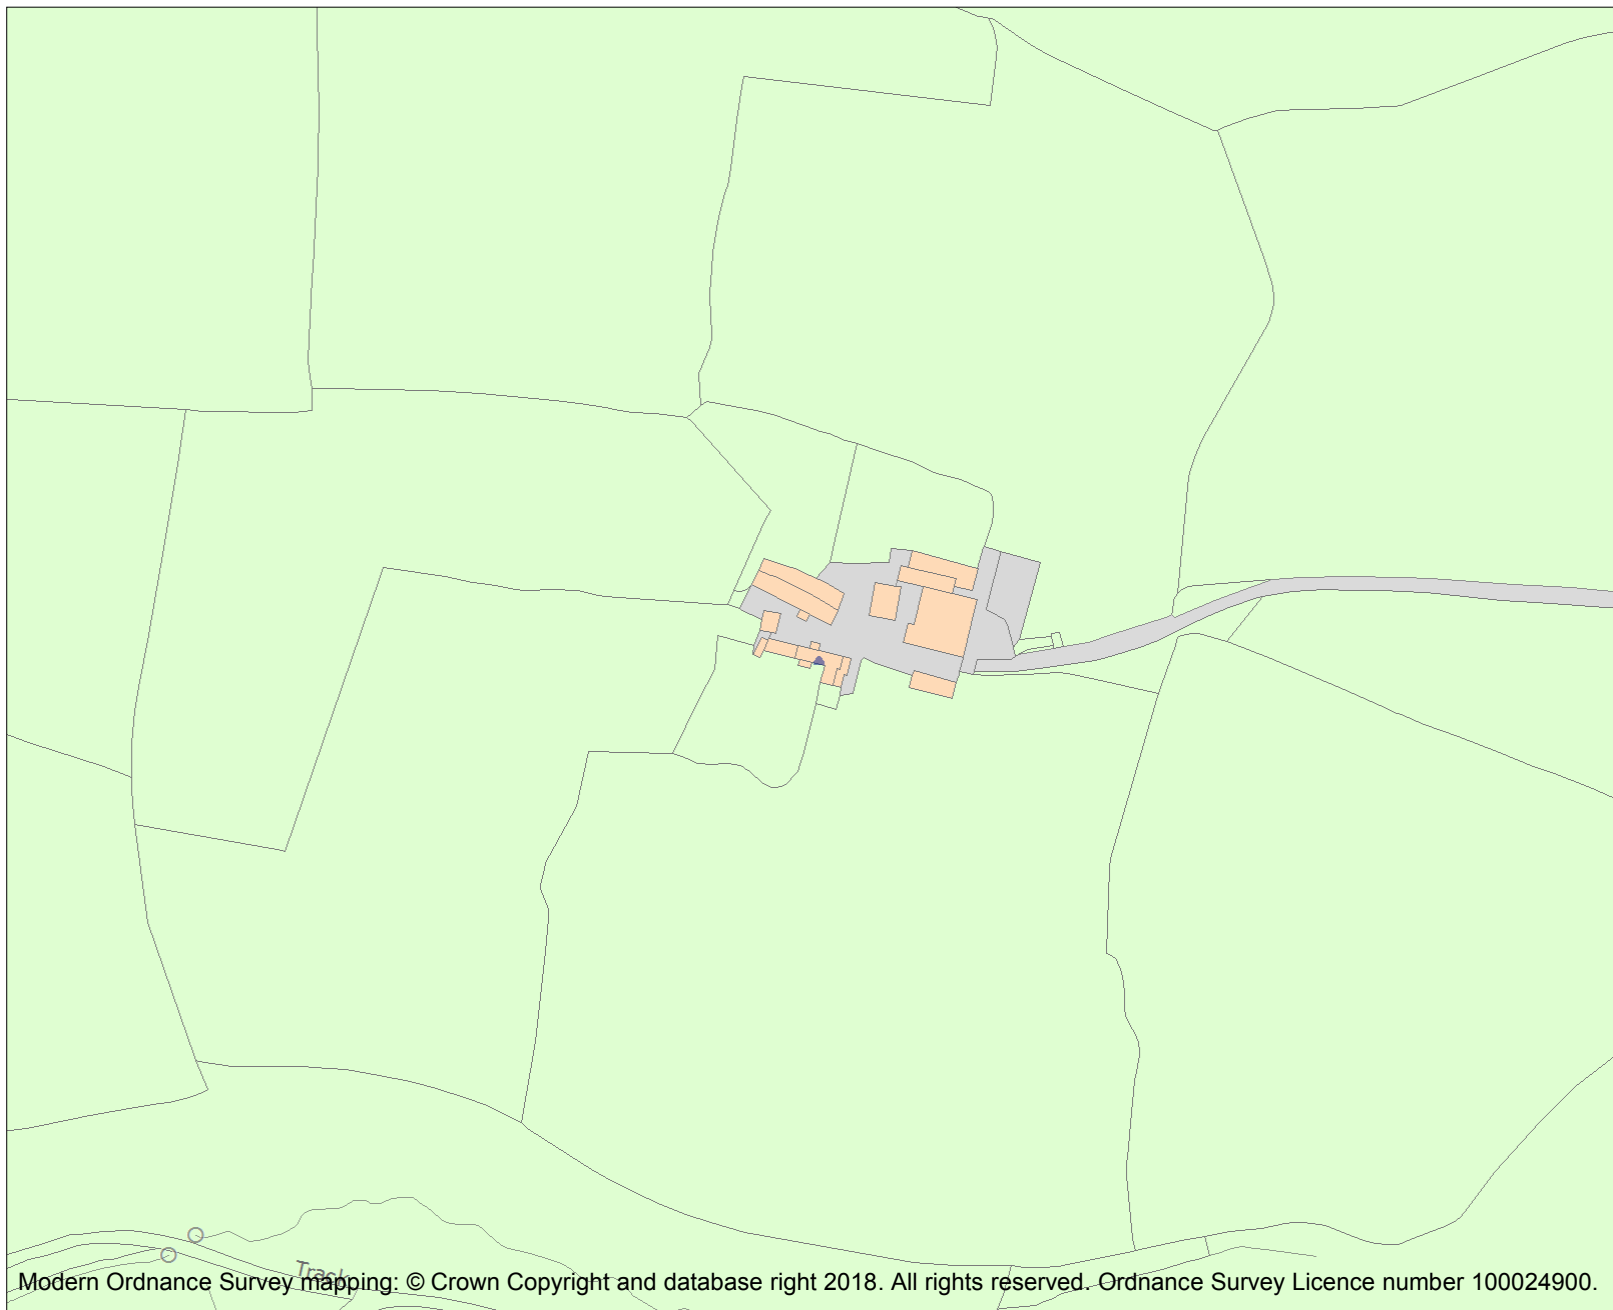 Track
Modern Ordnance Survey mapping: © Crown Copyright and database right 2018. All rights reserved. Ordnance Survey Licence number 100024900.